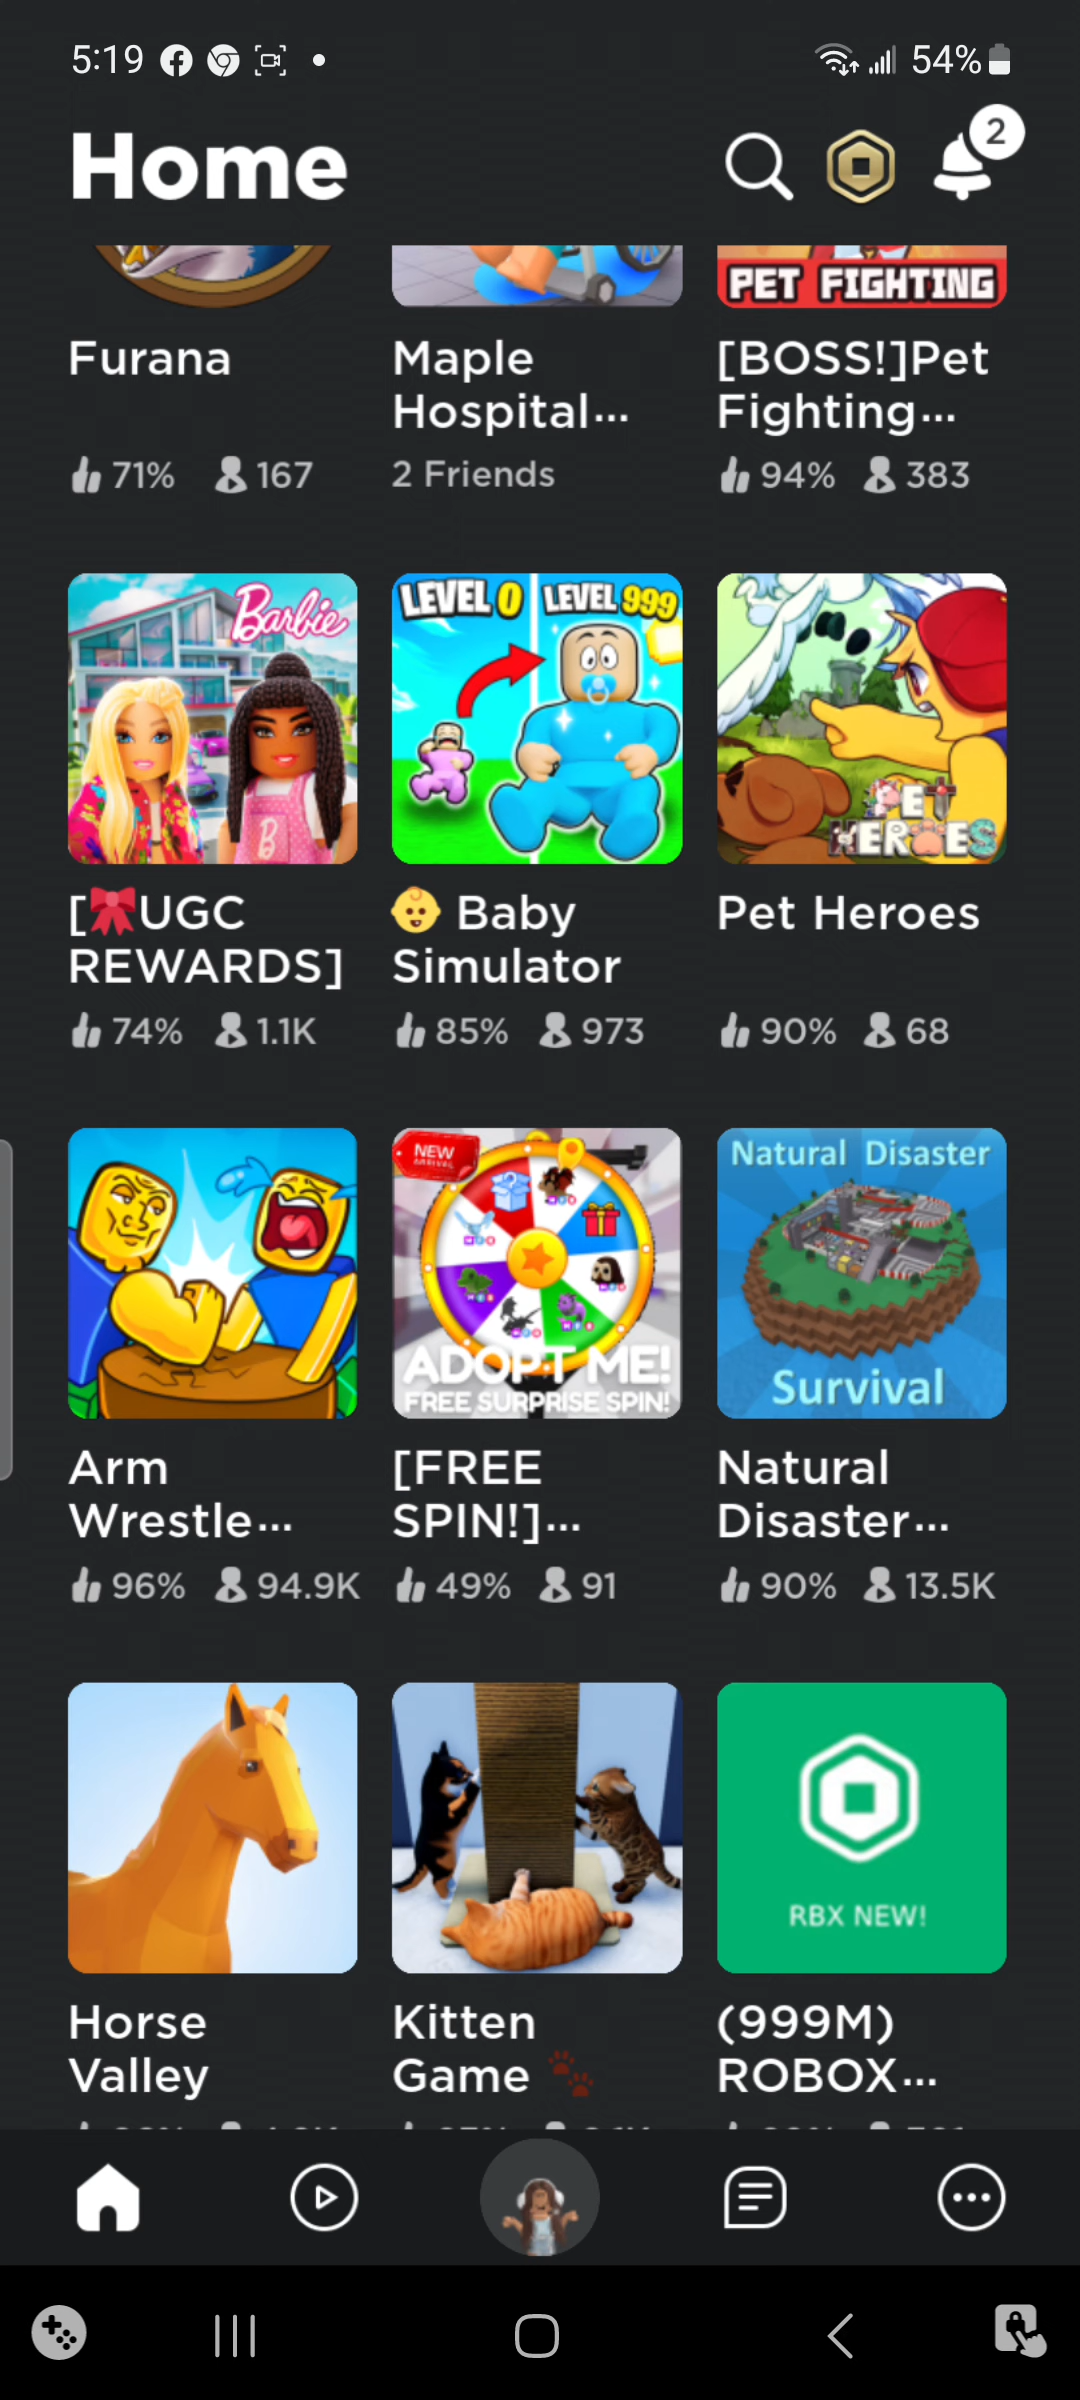 5:19
54%
Home
2
PET FIGHTING
Furana
Maple
Hospital...
[BOSS!]Pet
Fighting...
71% 167
2 Friends
94% 383
Barbie
B
LEVEL 0
LEVEL 999
PET
HEROES
[🎀UGC
REWARDS]
👶 Baby
Simulator
Pet Heroes
74% 1.1K
85% 973
90% 68
NEW
ARRIVAL
ADOPT ME!
FREE SURPRISE SPIN!
Natural Disaster
Survival
Arm
Wrestle...
[FREE
SPIN!]...
Natural
Disaster...
96% 94.9K
49% 91
90% 13.5K
RBX NEW!
Horse
Valley
Kitten
Game 🐾
(999M)
ROBOX...